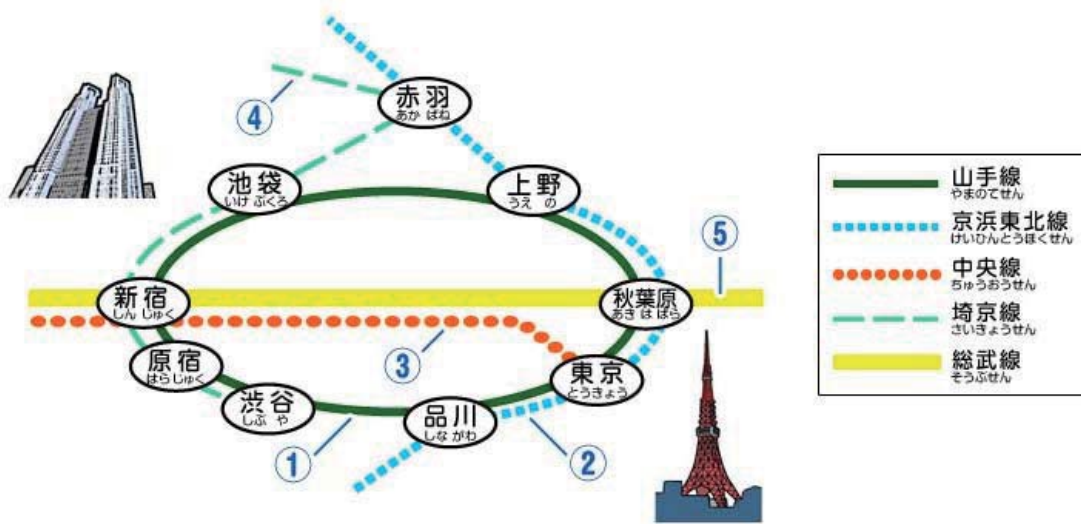 赤羽
あか ばね
④
池袋
いけ ぶくろ
上野
うえ の
⑤
新宿
しん じゅく
秋葉原
あき は ばら
③
原宿
はら じゅく
東京
とう きょう
渋谷
しぶ や
品川
しな がわ
①
②
山手線
やまのてせん
京浜東北線
けいひんとうほくせん
中央線
ちゅうおうせん
埼京線
さいきょうせん
総武線
そうぶせん